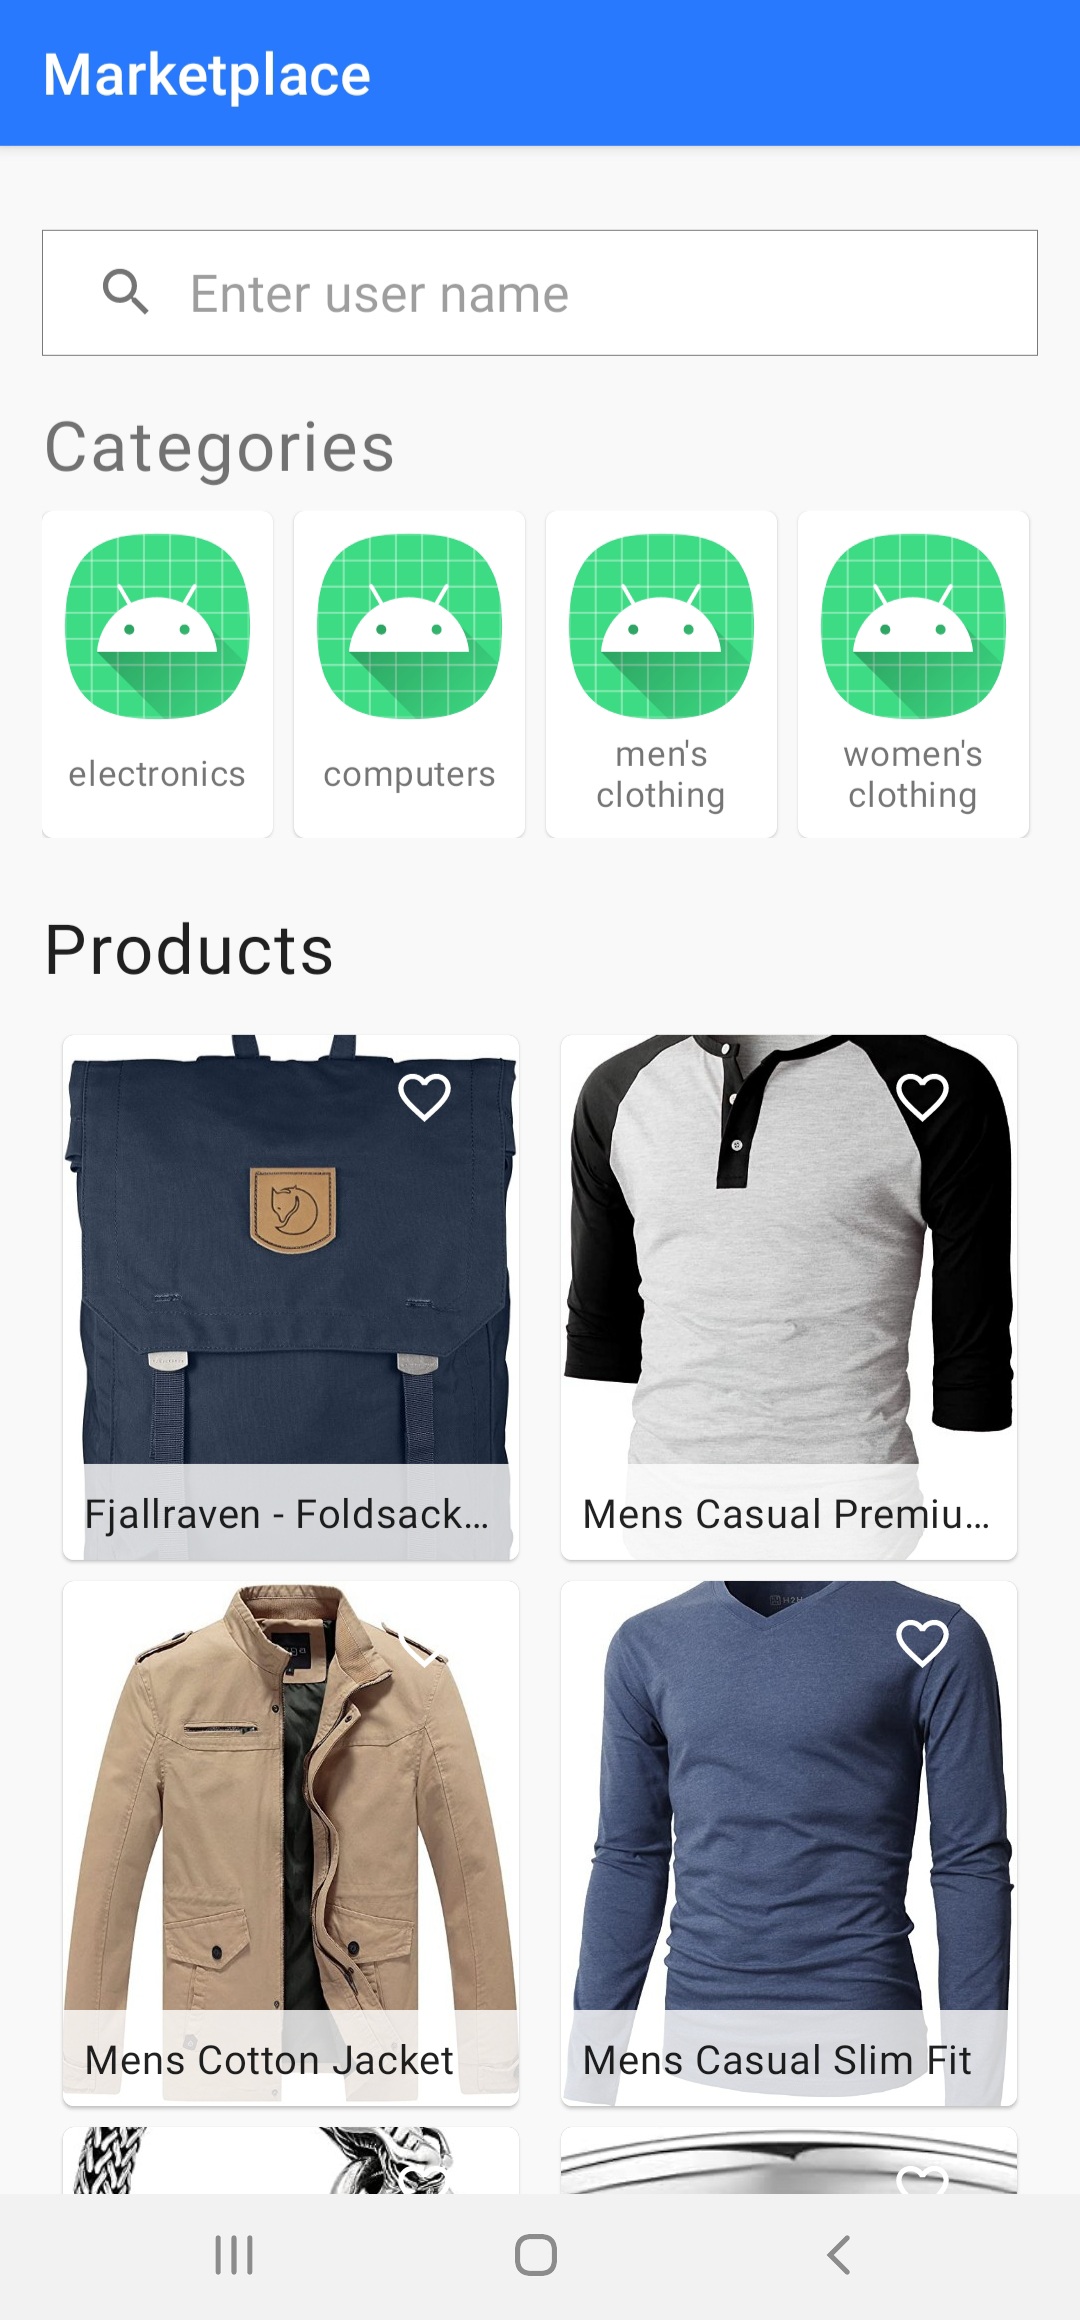 Marketplace
Enter user name
Categories
electronics
computers
men's
clothing
women's
clothing
Products
Fjallraven - Foldsack…
Mens Casual Premiu…
Mens Cotton Jacket
Mens Casual Slim Fit